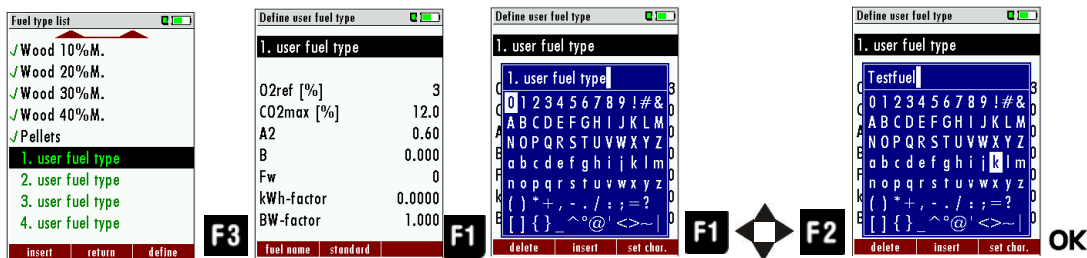 Fuel type list
Wood 10%M.
Wood 20%M.
Wood 30%M.
Wood 40%M.
Pellets
1. user fuel type
2. user fuel type
3. user fuel type
4. user fuel type
insert return define
F3
Define user fuel type
1. user fuel type
O2ref [%] 3
CO2max [%] 12.0
A2 0.60
B 0.000
Fw 0
kWh-factor 0.0000
BW-factor 1.000
fuel name standard
F1
Define user fuel type
1. user fuel type
1. user fuel type
0 1 2 3 4 5 6 7 8 9 ! # &
A B C D E F G H I J K L M
N O P Q R S T U V W X Y Z
a b c d e f g h i j k l m
n o p q r s t u v w x y z
( ) * + , - . / : ; = ?
[ ] { } _ ^ ° @ ' < > ~ |
delete insert set char.
F1
F2
Define user fuel type
1. user fuel type
Testfuel
0 1 2 3 4 5 6 7 8 9 ! # &
A B C D E F G H I J K L M
N O P Q R S T U V W X Y Z
a b c d e f g h i j k l m
n o p q r s t u v w x y z
( ) * + , - . / : ; = ?
[ ] { } _ ^ ° @ ' < > ~ |
delete insert set char.
OK